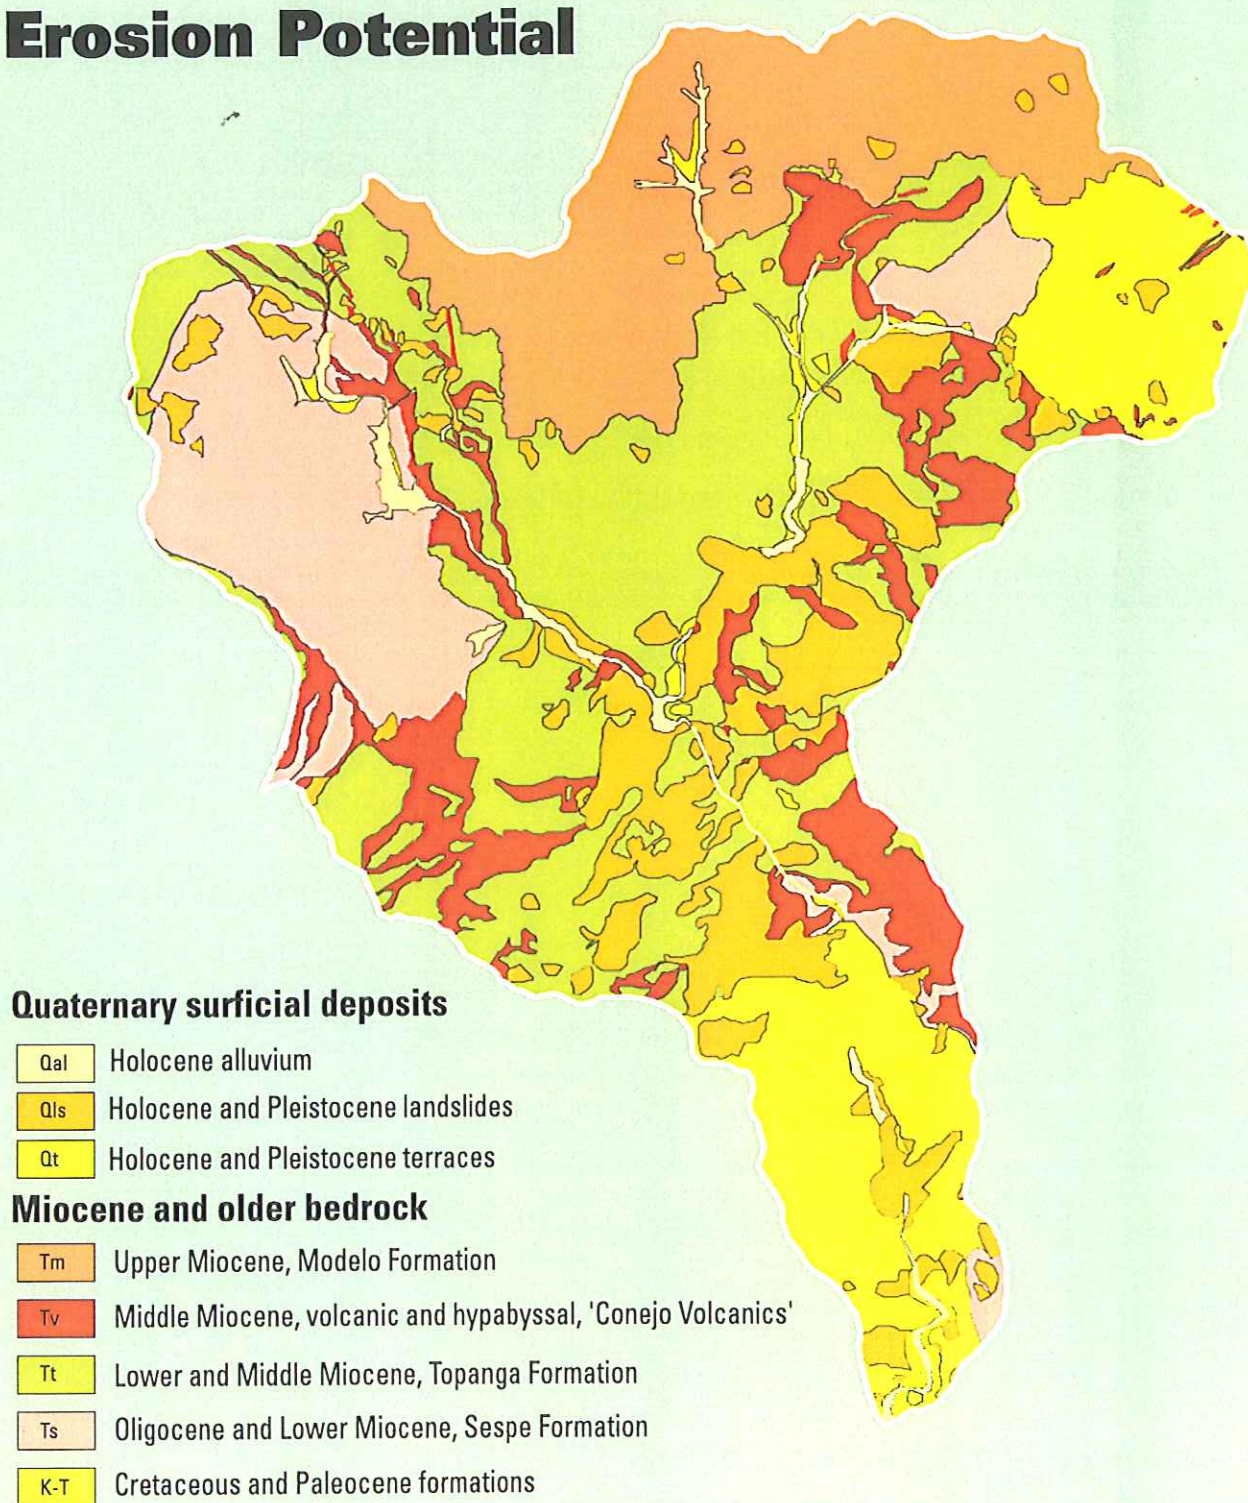 Erosion Potential
Quaternary surficial deposits
Qal Holocene alluvium
Qls Holocene and Pleistocene landslides
Qt Holocene and Pleistocene terraces
Miocene and older bedrock
Tm Upper Miocene, Modelo Formation
Tv Middle Miocene, volcanic and hypabyssal, 'Conejo Volcanics'
Tt Lower and Middle Miocene, Topanga Formation
Ts Oligocene and Lower Miocene, Sespe Formation
K-T Cretaceous and Paleocene formations